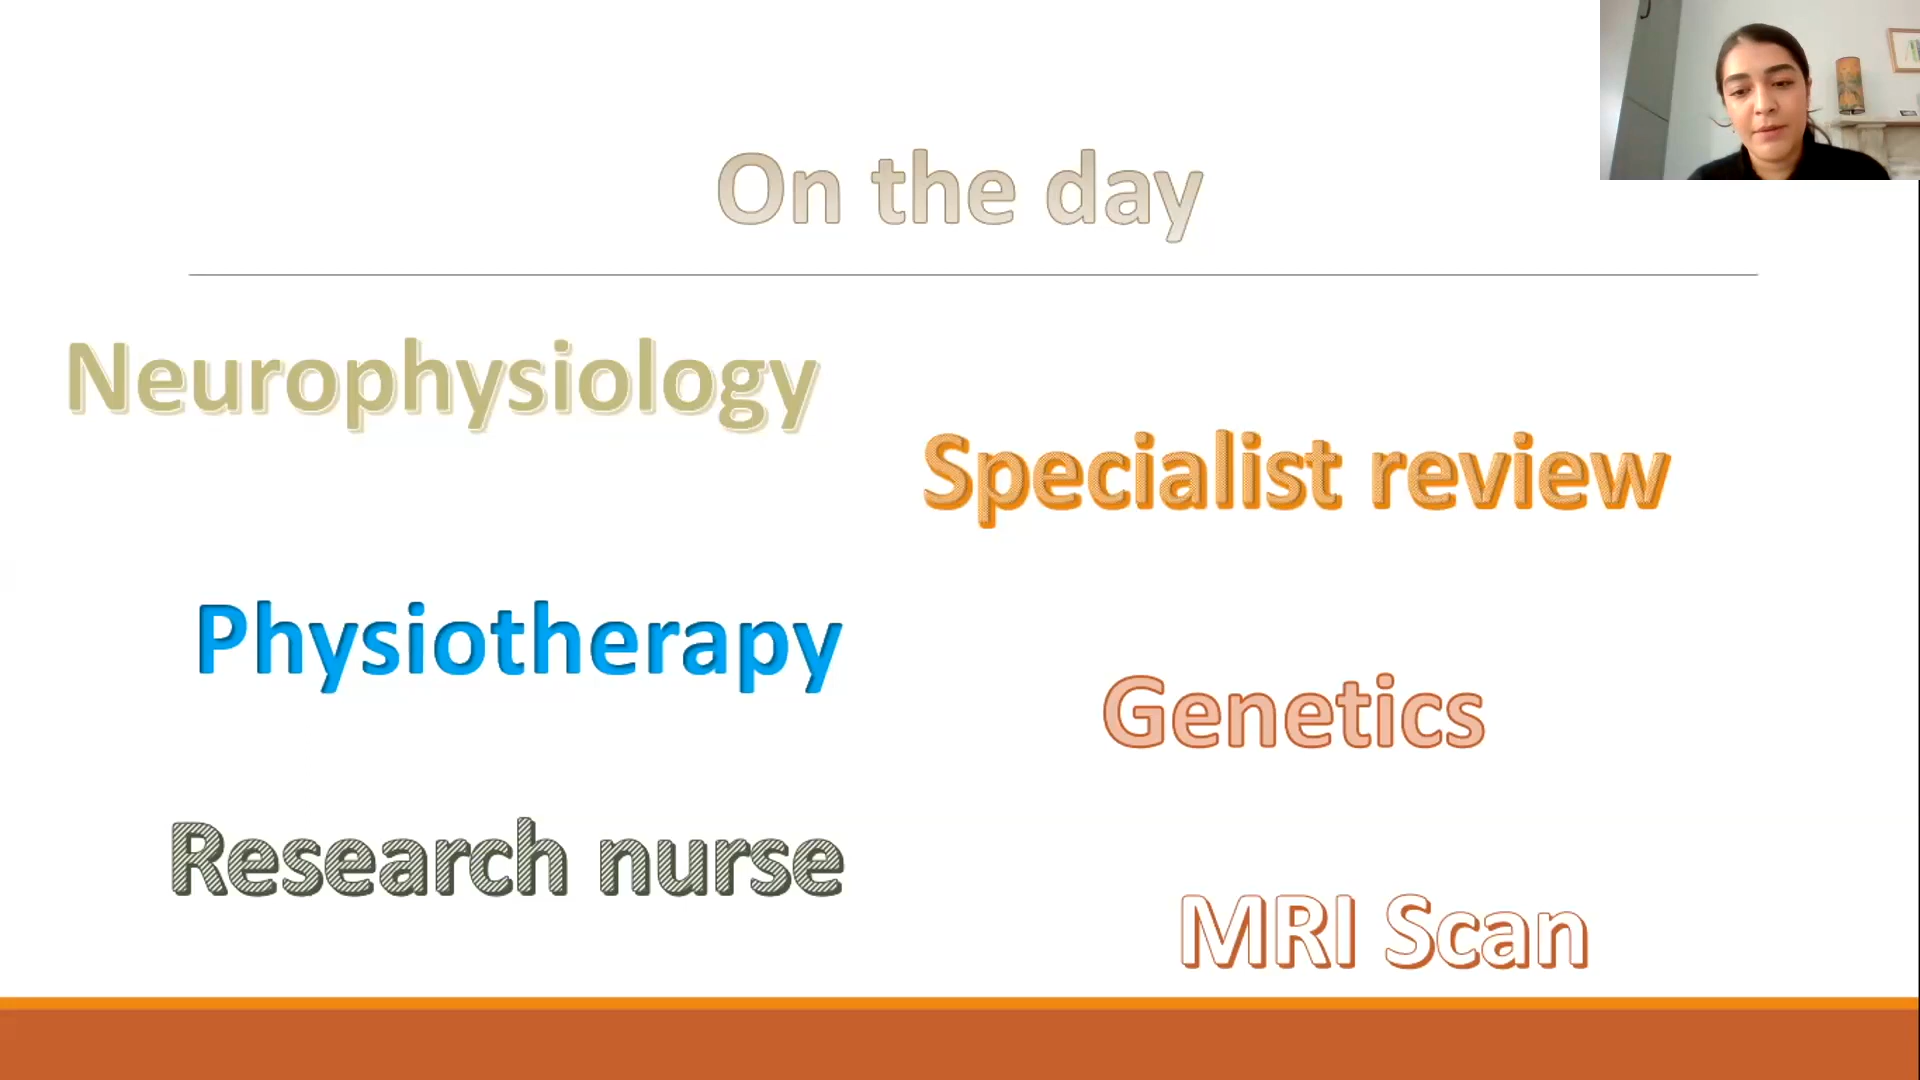 On the day
Neurophysiology
Specialist review
Physiotherapy
Genetics
Research nurse
MRI Scan